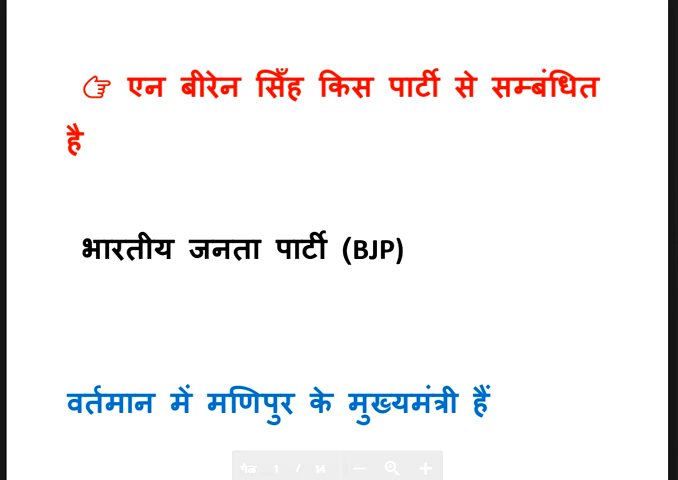 👉 एन बीरेन सिँह किस पार्टी से सम्बंधित
है
भारतीय जनता पार्टी (BJP)
वर्तमान में मणिपुर के मुख्यमंत्री हैं
पेज 1 / 14